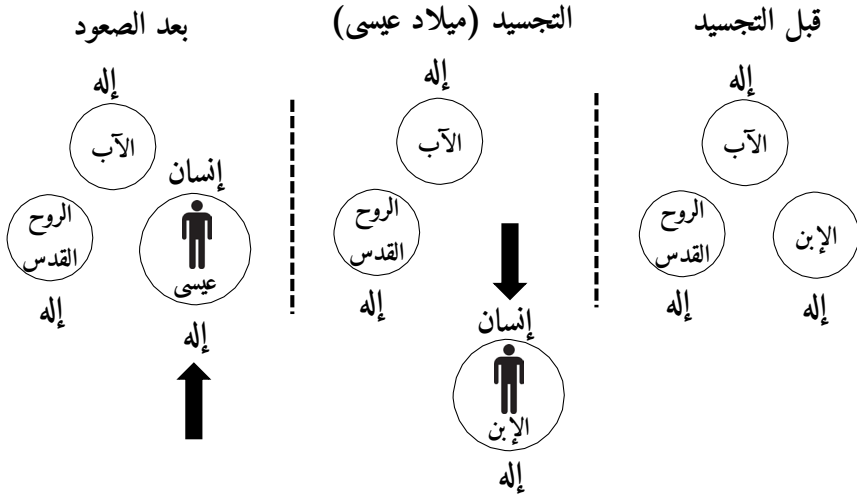 قبل التجسيد
إله
الآب
الروح
القدس
إله
الإبن
إله
التجسيد (ميلاد عيسى)
إله
الآب
الروح
القدس
إله
إنسان
الإبن
إله
بعد الصعود
إله
الآب
إنسان
الروح
القدس
إله
عيسى
إله